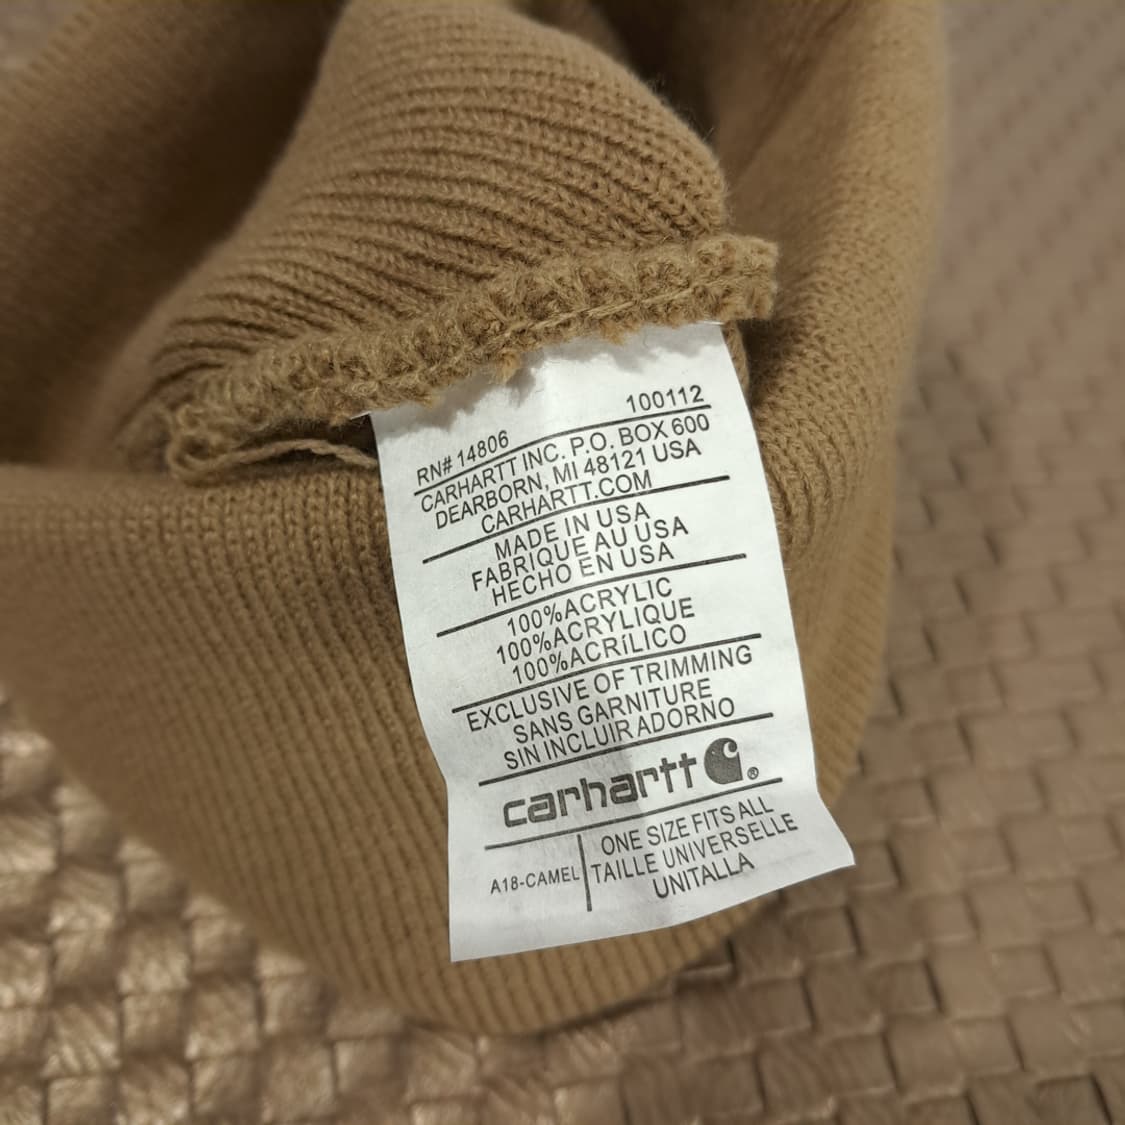 RN# 14806 100112
CARHARTT INC. P.O. BOX 600
DEARBORN, MI 48121 USA
CARHARTT.COM
MADE IN USA
FABRIQUE AU USA
HECHO EN USA
100%ACRYLIC
100%ACRYLIQUE
100%ACRíLICO
EXCLUSIVE OF TRIMMING
SANS GARNITURE
SIN INCLUIR ADORNO
carhartt ®
A18-CAMEL
ONE SIZE FITS ALL
TAILLE UNIVERSELLE
UNITALLA